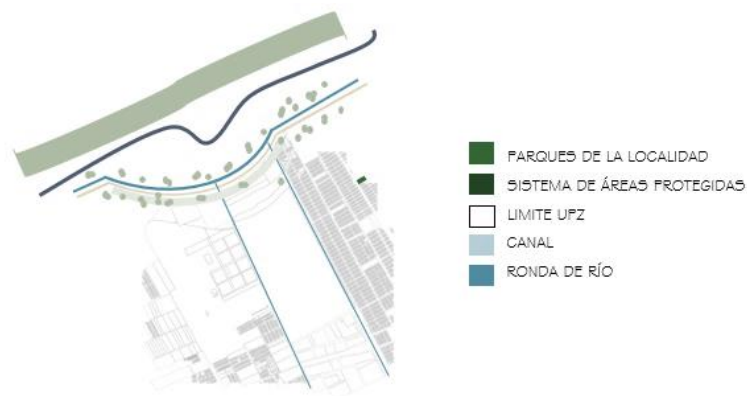 PARQUES DE LA LOCALIDAD
SISTEMA DE ÁREAS PROTEGIDAS
LIMITE UPZ
CANAL
RONDA DE RÍO